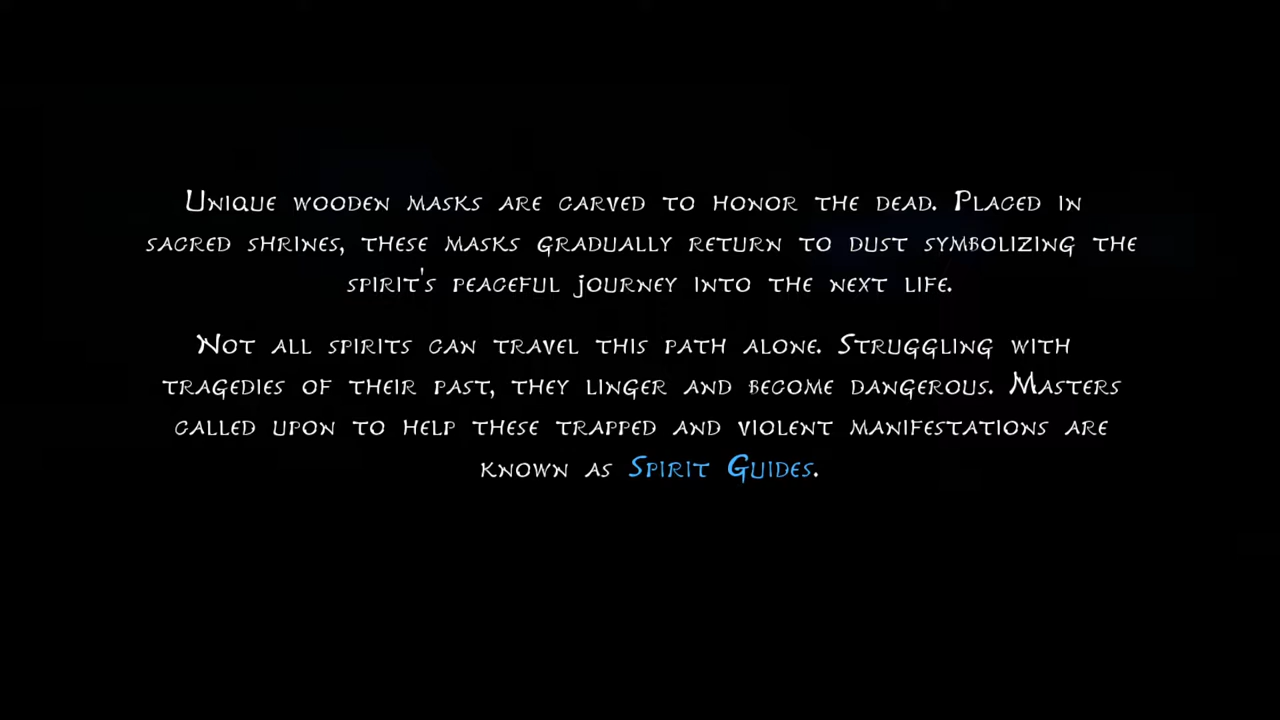 Unique wooden masks are carved to honor the dead. Placed in
sacred shrines, these masks gradually return to dust symbolizing the
spirit's peaceful journey into the next life.
Not all spirits can travel this path alone. Struggling with
tragedies of their past, they linger and become dangerous. Masters
called upon to help these trapped and violent manifestations are
known as Spirit Guides.